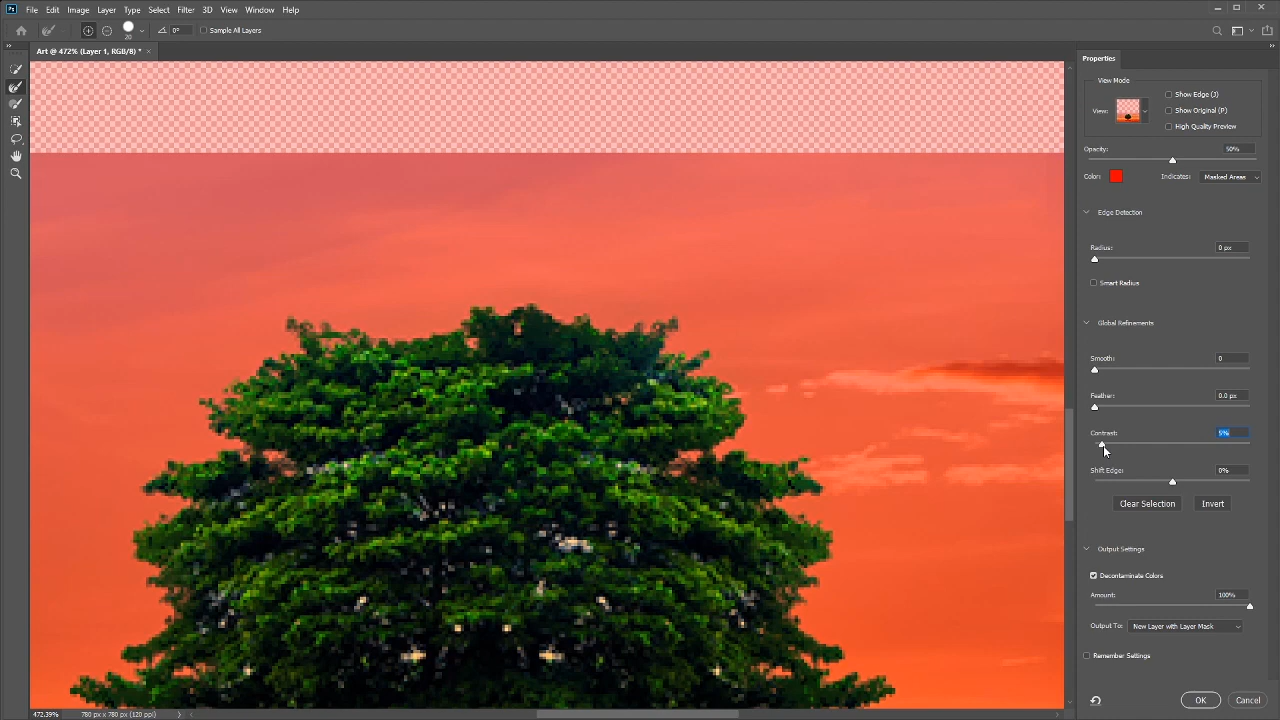 Ps File Edit Image Layer Type Select Filter 3D View Window Help
20 0° Sample All Layers
Art @ 472% (Layer 1, RGB/8) * ×
Properties
View Mode
View:
Show Edge (J)
Show Original (P)
High Quality Preview
Opacity: 50%
Color: Indicates: Masked Areas
Edge Detection
Radius: 0 px
Smart Radius
Global Refinements
Smooth: 0
Feather: 0.0 px
Contrast: 5%
Shift Edge: 0%
Clear Selection Invert
Output Settings
Decontaminate Colors
Amount: 100%
Output To: New Layer with Layer Mask
Remember Settings
OK Cancel
472.39% 780 px x 780 px (120 ppi)